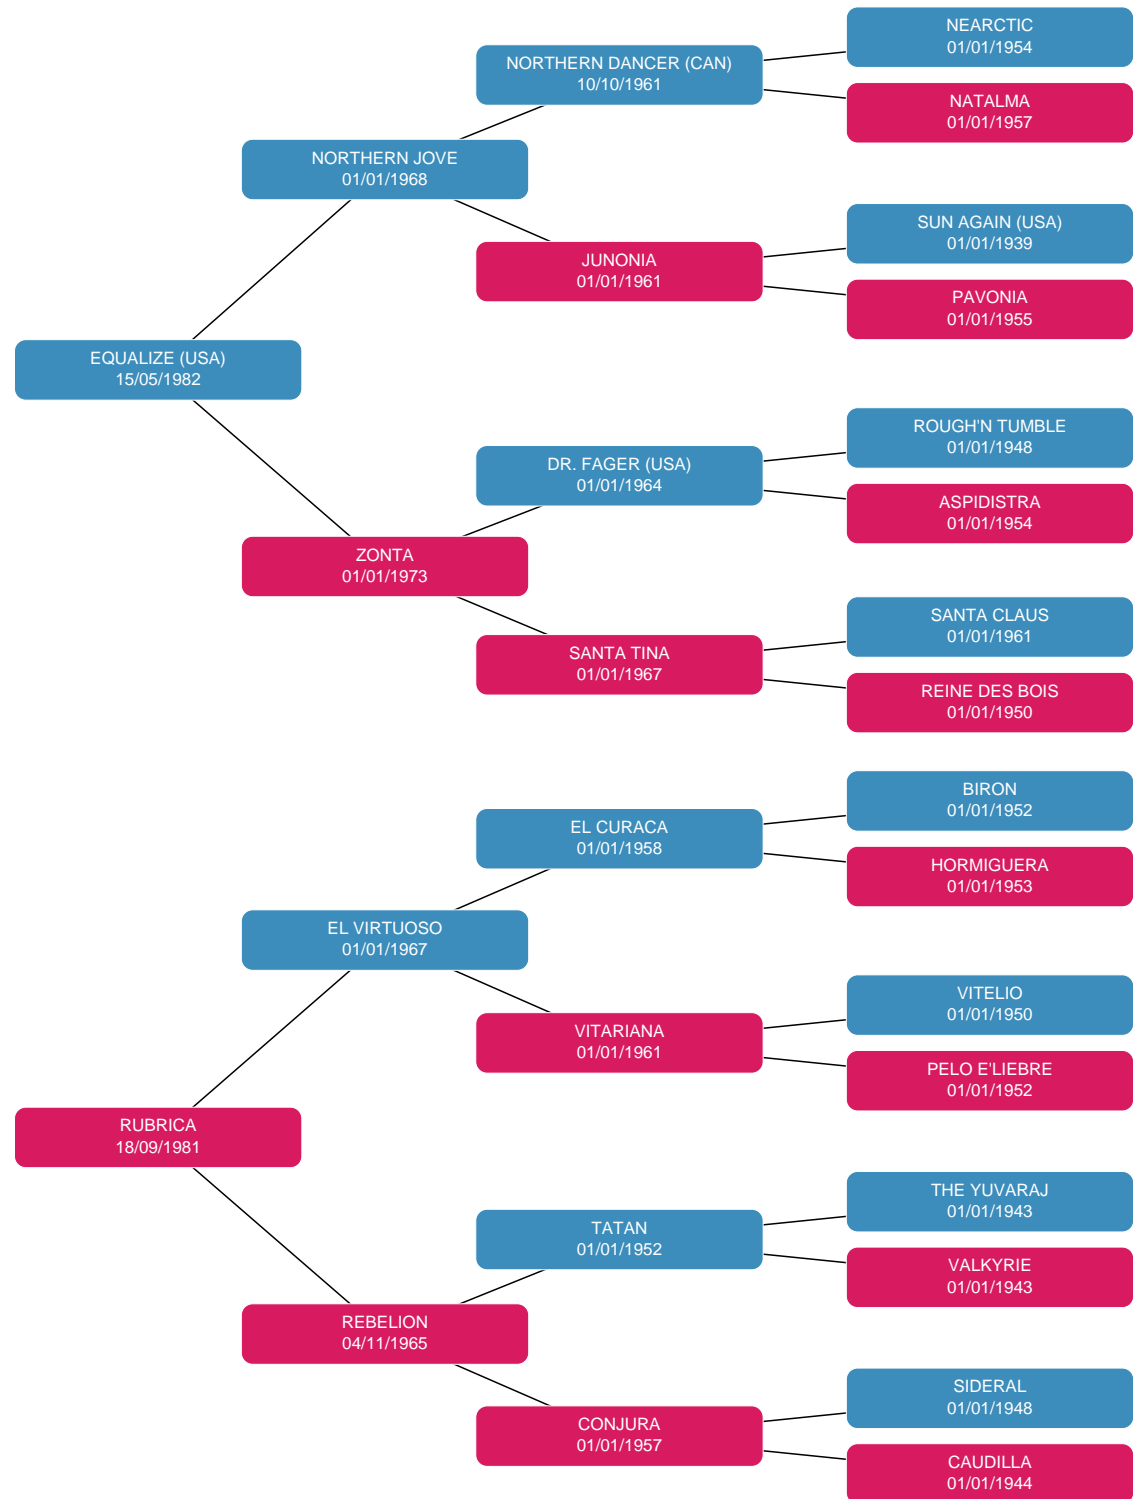 NEARCTIC
01/01/1954
NORTHERN DANCER (CAN)
10/10/1961
NATALMA
01/01/1957
NORTHERN JOVE
01/01/1968
SUN AGAIN (USA)
01/01/1939
JUNONIA
01/01/1961
PAVONIA
01/01/1955
EQUALIZE (USA)
15/05/1982
ROUGH'N TUMBLE
01/01/1948
DR. FAGER (USA)
01/01/1964
ASPIDISTRA
01/01/1954
ZONTA
01/01/1973
SANTA CLAUS
01/01/1961
SANTA TINA
01/01/1967
REINE DES BOIS
01/01/1950
BIRON
01/01/1952
EL CURACA
01/01/1958
HORMIGUERA
01/01/1953
EL VIRTUOSO
01/01/1967
VITELIO
01/01/1950
VITARIANA
01/01/1961
PELO E'LIEBRE
01/01/1952
RUBRICA
18/09/1981
THE YUVARAJ
01/01/1943
TATAN
01/01/1952
VALKYRIE
01/01/1943
REBELION
04/11/1965
SIDERAL
01/01/1948
CONJURA
01/01/1957
CAUDILLA
01/01/1944